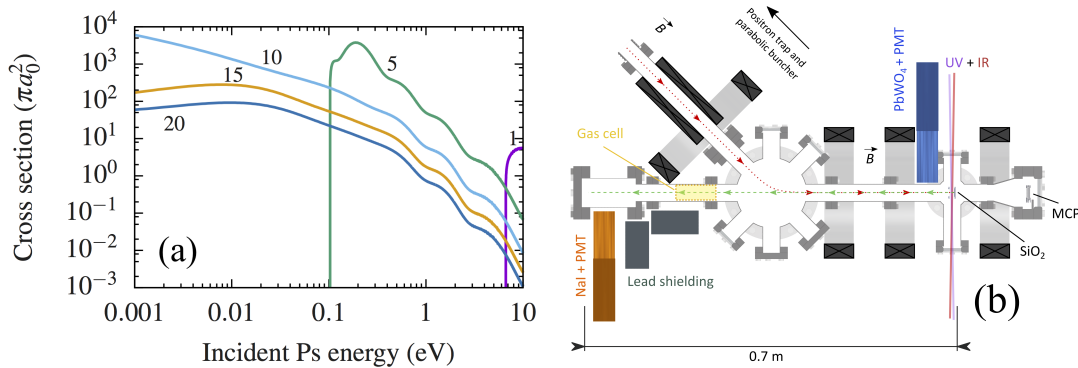 10⁴
10³
10²
10¹
10⁰
10⁻¹
10⁻²
10⁻³
Cross section (πa₀²)
5
10
15
20
1
(a)
0.001
0.01
0.1
1
10
Incident Ps energy (eV)
B
Positron trap and
parabolic buncher
PbWO₄ + PMT
UV + IR
Gas cell
B
MCP
SiO₂
NaI + PMT
Lead shielding
(b)
0.7 m